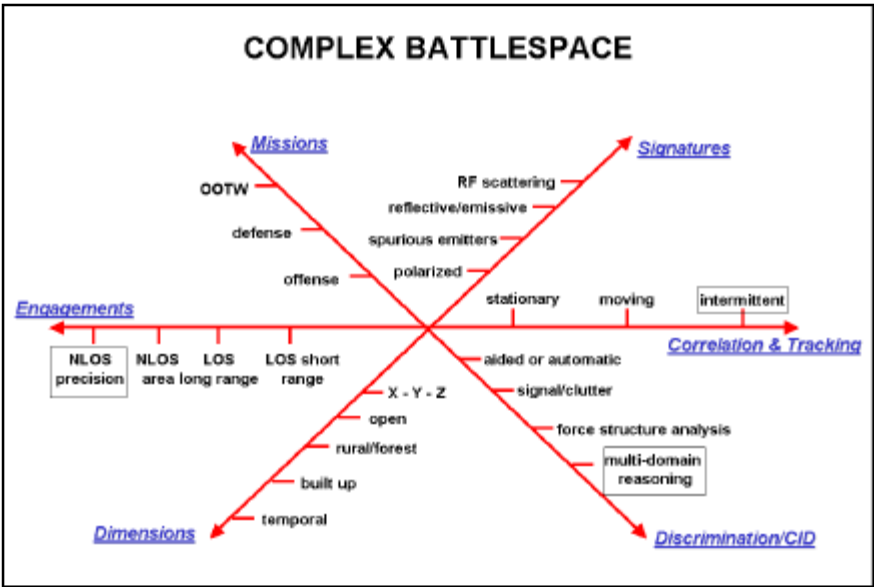 COMPLEX BATTLESPACE
Missions
Signatures
OOTW
RF scattering
reflective/emissive
defense
spurious emitters
offense
polarized
Engagements
stationary
moving
intermittent
Correlation & Tracking
NLOS
precision
NLOS
area
LOS
long range
LOS short
range
aided or automatic
X - Y - Z
signal/clutter
open
force structure analysis
rural/forest
multi-domain
reasoning
built up
temporal
Dimensions
Discrimination/CID